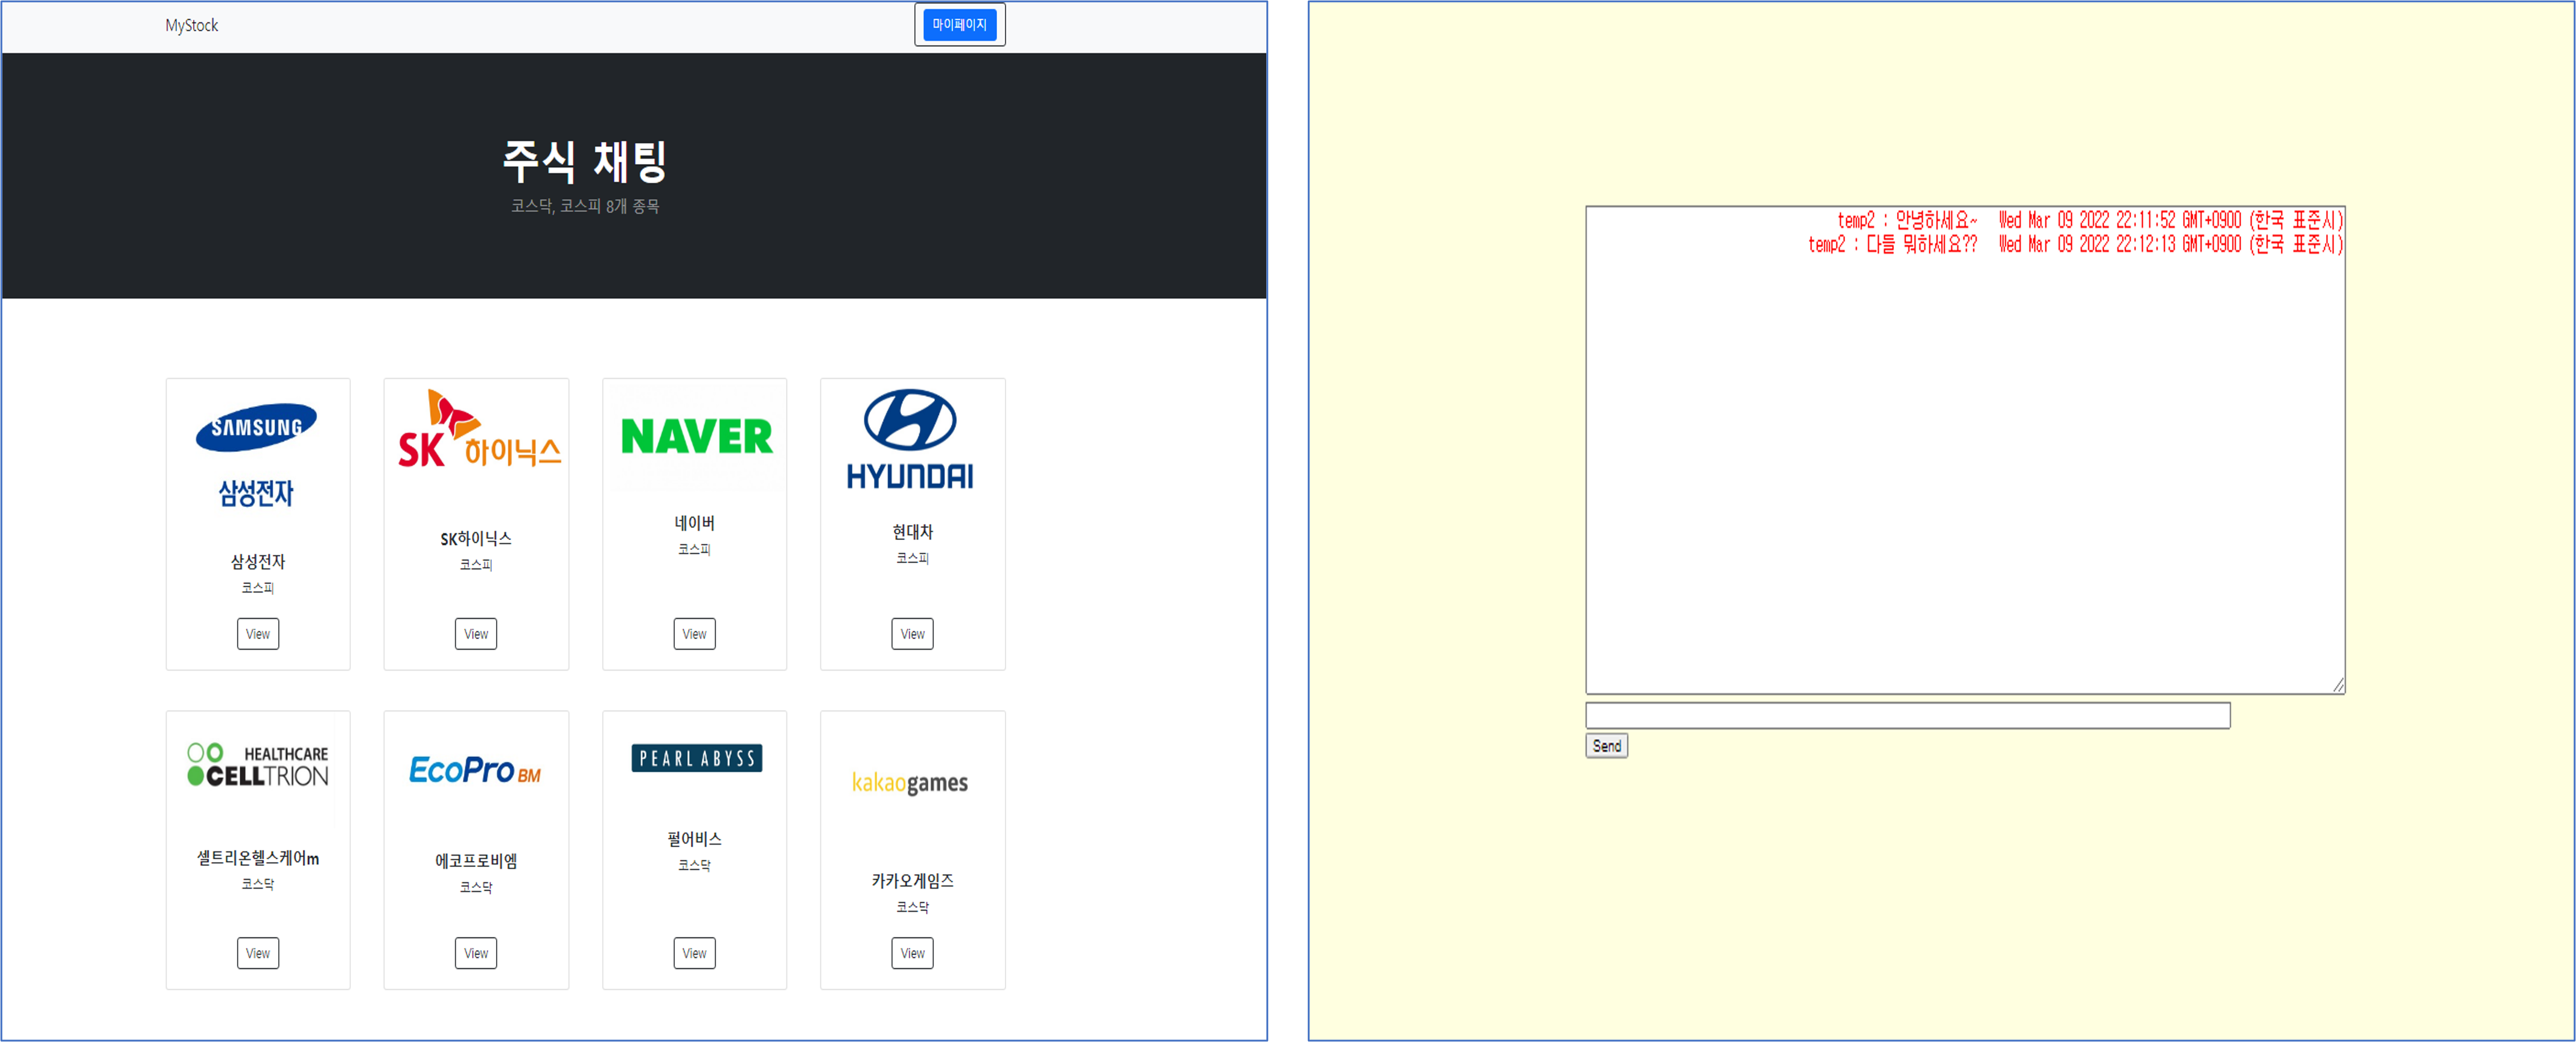 MyStock
마이페이지
주식 채팅
코스닥, 코스피 8개 종목
SAMSUNG
삼성전자
삼성전자
코스피
View
SK 하이닉스
SK하이닉스
코스피
View
NAVER
네이버
코스피
View
HYUNDAI
현대차
코스피
View
HEALTHCARE
CELLTRION
셀트리온헬스케어m
코스닥
View
EcoPro BM
에코프로비엠
코스닥
View
PEARL ABYSS
펄어비스
코스닥
View
kakaogames
카카오게임즈
코스닥
View
temp2 : 안녕하세요~ Wed Mar 09 2022 22:11:52 GMT+0900 (한국 표준시)
temp2 : 다들 뭐하세요?? Wed Mar 09 2022 22:12:13 GMT+0900 (한국 표준시)
Send